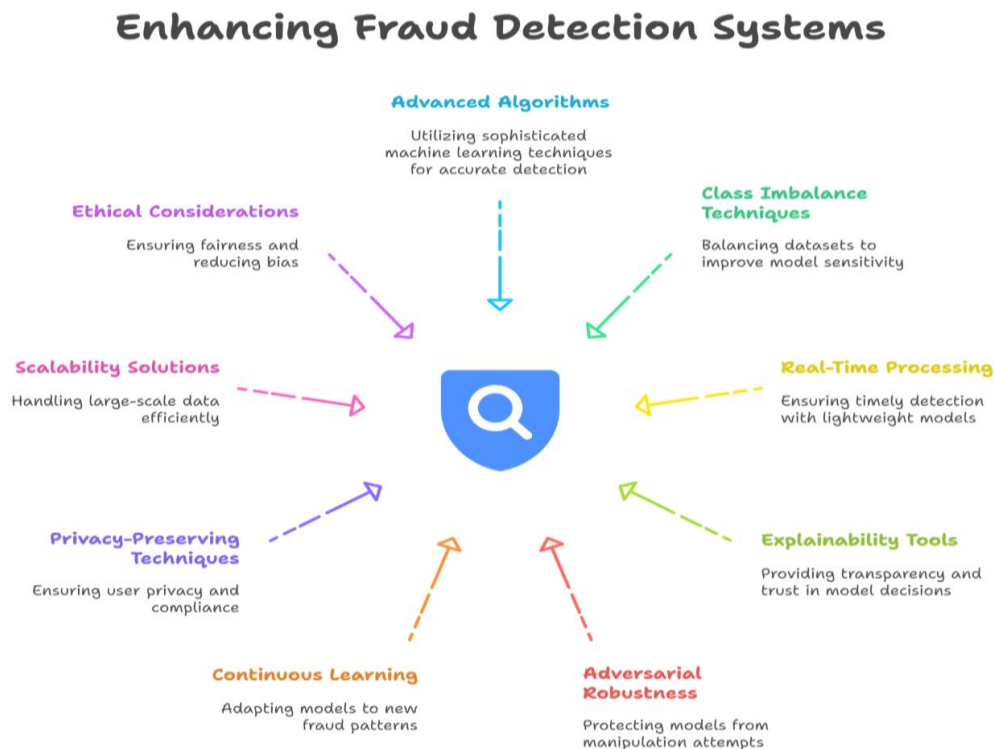 Enhancing Fraud Detection Systems
Advanced Algorithms
Utilizing sophisticated
machine learning techniques
for accurate detection
Class Imbalance
Techniques
Balancing datasets to
improve model sensitivity
Real-Time Processing
Ensuring timely detection
with lightweight models
Explainability Tools
Providing transparency and
trust in model decisions
Adversarial
Robustness
Protecting models from
manipulation attempts
Continuous Learning
Adapting models to new
fraud patterns
Privacy-Preserving
Techniques
Ensuring user privacy and
compliance
Scalability Solutions
Handling large-scale data
efficiently
Ethical Considerations
Ensuring fairness and
reducing bias